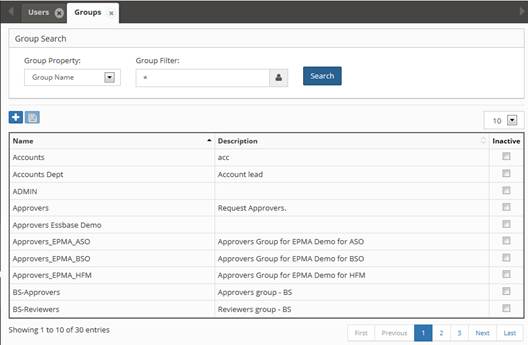 Users Groups
Group Search
Group Property: Group Filter:
Group Name * Search
10
Name Description Inactive
Accounts acc
Accounts Dept Account lead
ADMIN
Approvers Request Approvers.
Approvers Essbase Demo
Approvers_EPMA_ASO Approvers Group for EPMA Demo for ASO
Approvers_EPMA_BSO Approvers Group for EPMA Demo for BSO
Approvers_EPMA_HFM Approvers Group for EPMA Demo for HFM
BS-Approvers Approvers group - BS
BS-Reviewers Reviewers group - BS
Showing 1 to 10 of 30 entries First Previous 1 2 3 Next Last